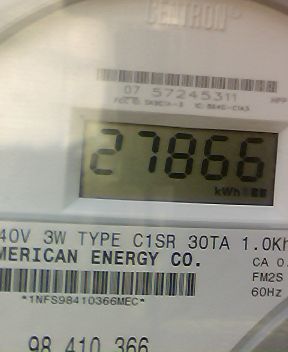 CENTRON®
07 57245311
27866
kWh
40V 3W TYPE C1SR 30TA 1.0Kh
MERICAN ENERGY CO.
CA 0.
FM2S
60Hz
*1NFS98410366MEC*
98 410 366